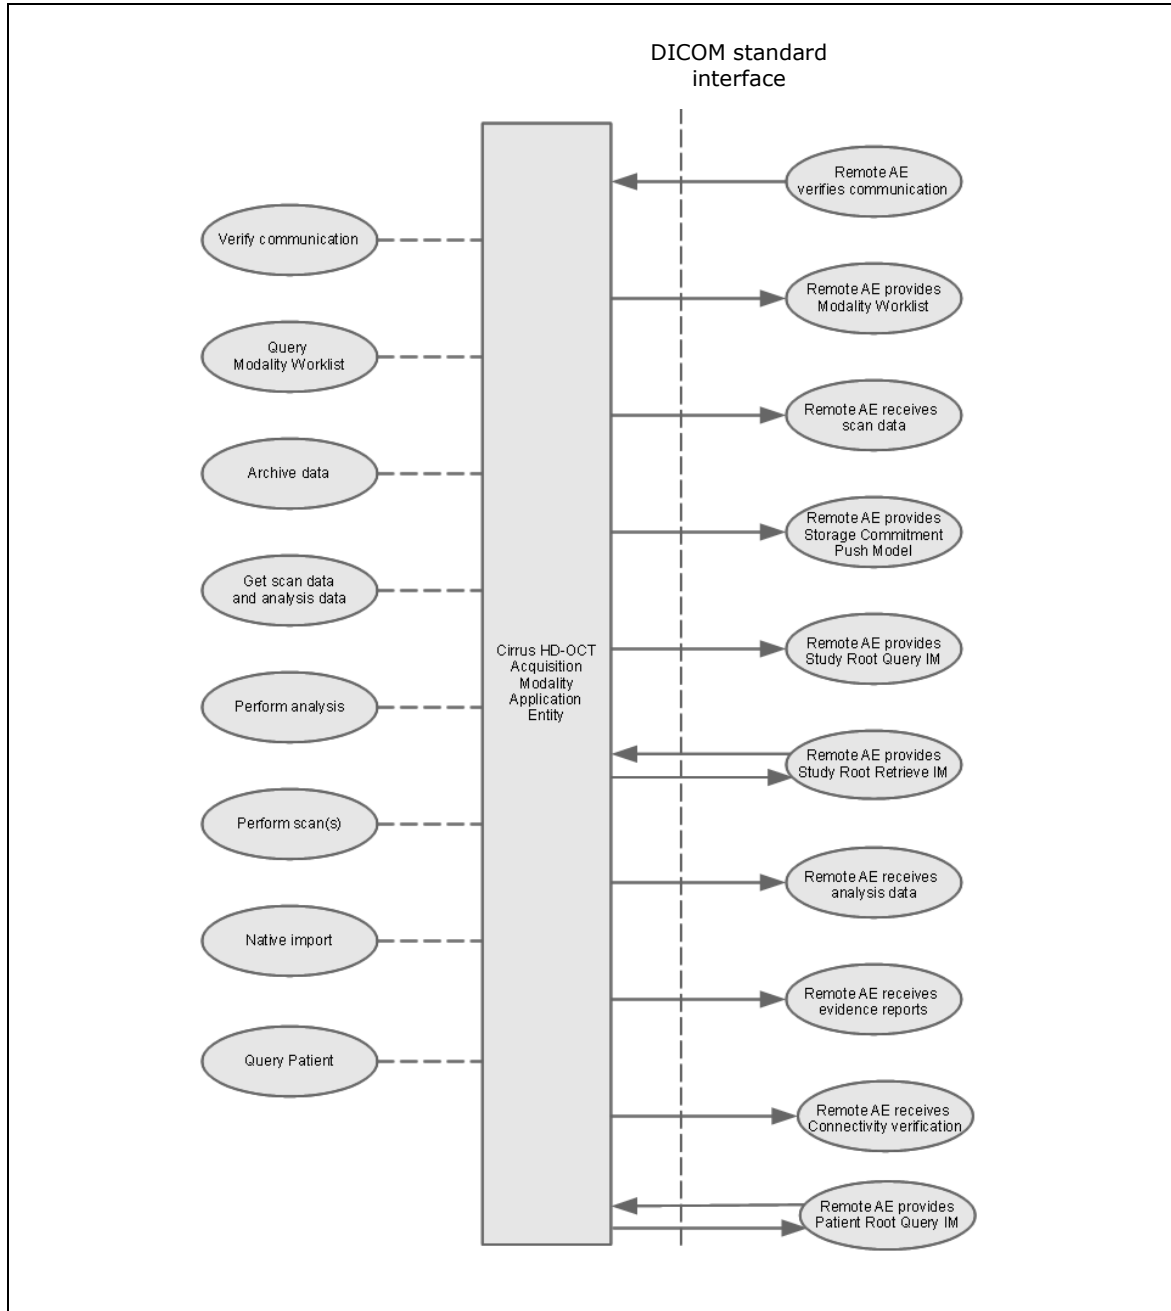 DICOM standard
interface
Remote AE
verifies communication
Verify communication
Remote AE provides
Modality Worklist
Query
Modality Worklist
Remote AE receives
scan data
Archive data
Remote AE provides
Storage Commitment
Push Model
Get scan data
and analysis data
Remote AE provides
Study Root Query IM
Cirrus HD-OCT
Acquisition
Modality
Application
Entity
Perform analysis
Remote AE provides
Study Root Retrieve IM
Perform scan(s)
Remote AE receives
analysis data
Native import
Remote AE receives
evidence reports
Query Patient
Remote AE receives
Connectivity verification
Remote AE provides
Patient Root Query IM